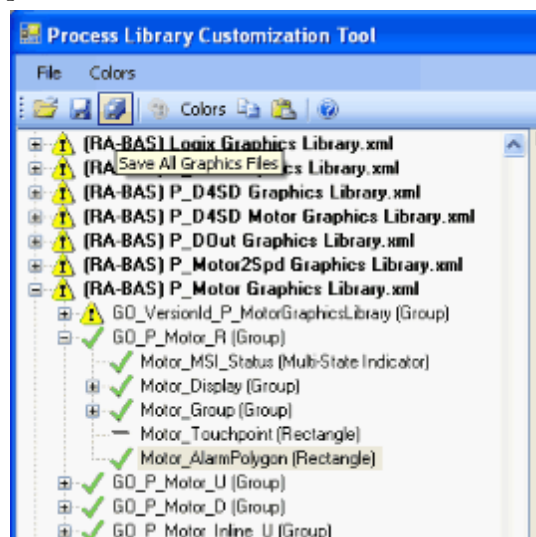 Process Library Customization Tool
File Colors
Colors
(RA-BAS) Logix Graphics Library.xml
Save All Graphics Files
(RA-BAS) P_D4SD Graphics Library.xml
(RA-BAS) P_D4SD Motor Graphics Library.xml
(RA-BAS) P_DOut Graphics Library.xml
(RA-BAS) P_Motor2Spd Graphics Library.xml
(RA-BAS) P_Motor Graphics Library.xml
GO_VersionId_P_MotorGraphicsLibrary (Group)
GO_P_Motor_R (Group)
Motor_MSI_Status (Multi-State Indicator)
Motor_Display (Group)
Motor_Group (Group)
Motor_Touchpoint (Rectangle)
Motor_AlarmPolygon (Rectangle)
GO_P_Motor_U (Group)
GO_P_Motor_D (Group)
GO_P_Motor_Inline_U (Group)